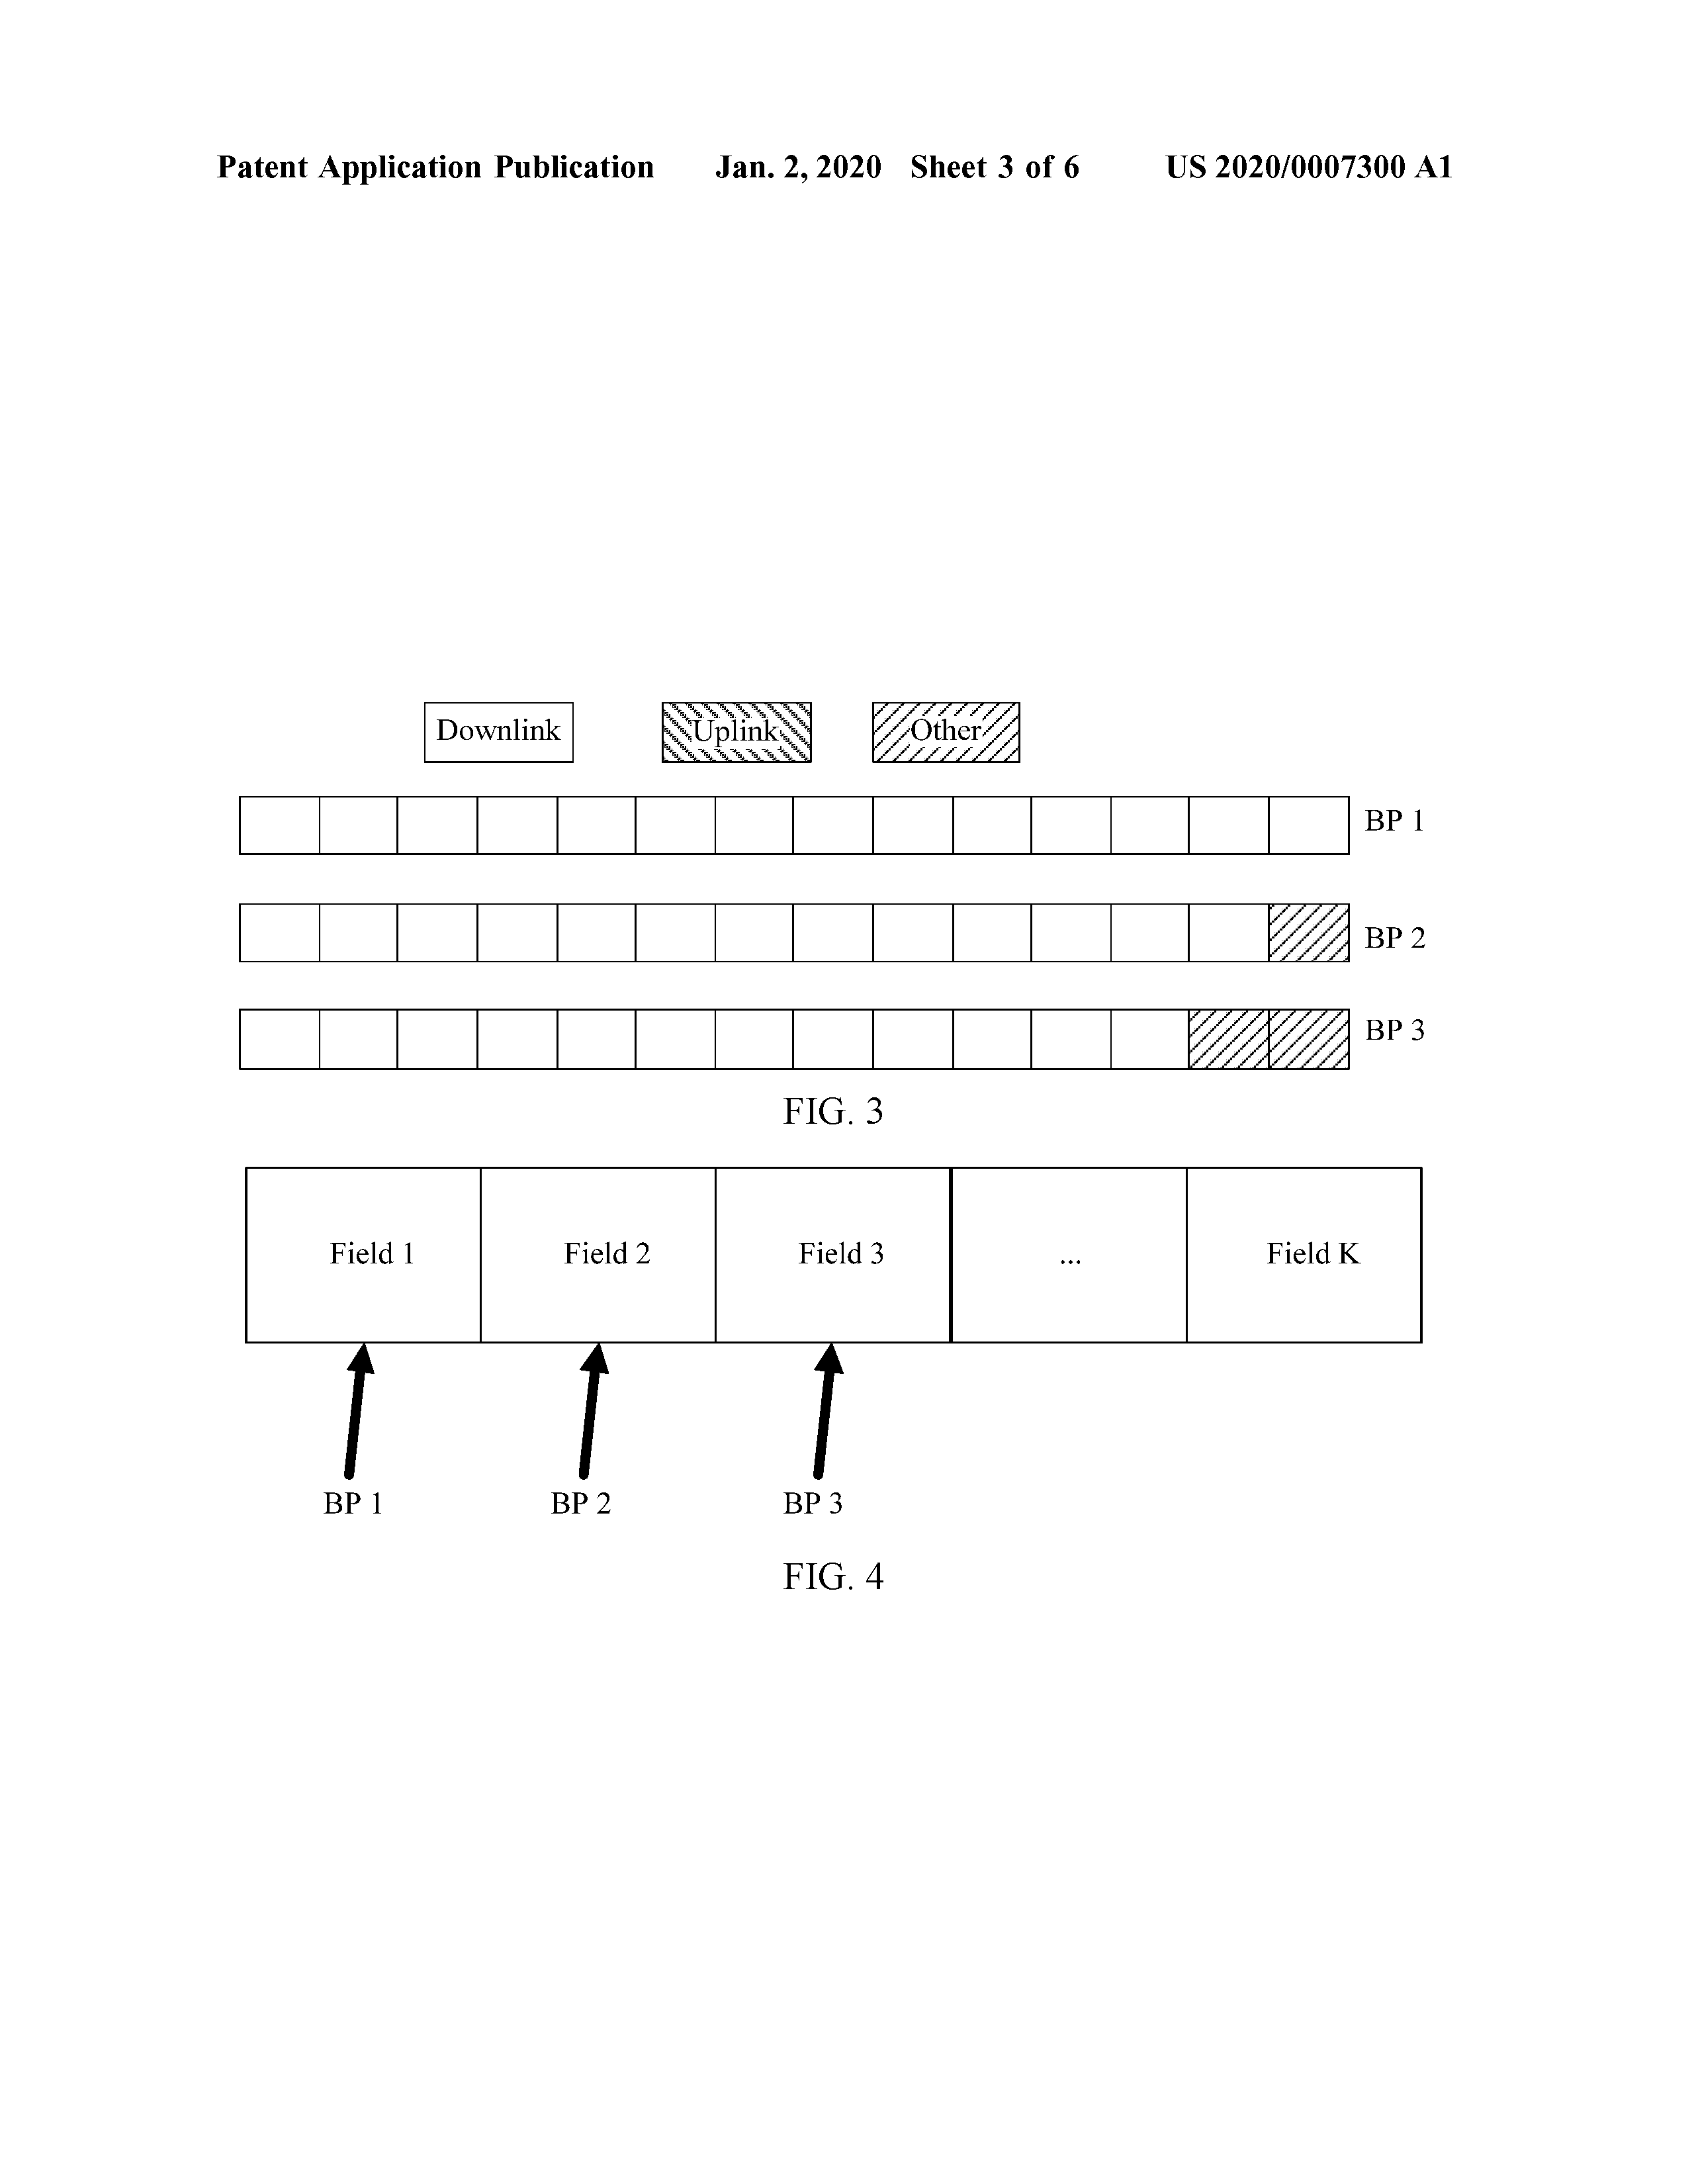 Patent Application Publication Jan. 2, 2020 Sheet 3 of 6 US 2020/0007300 A1
Downlink Uplink Other
BP 1
BP 2
BP 3
FIG. 3
Field 1 Field 2 Field 3 ... Field K
BP 1 BP 2 BP 3
FIG. 4